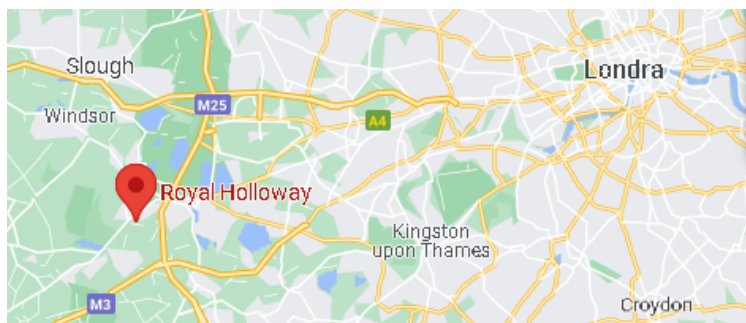 Slough
Londra
M25
Windsor
A4
Royal Holloway
Kingston
upon Thames
M3
Croydon